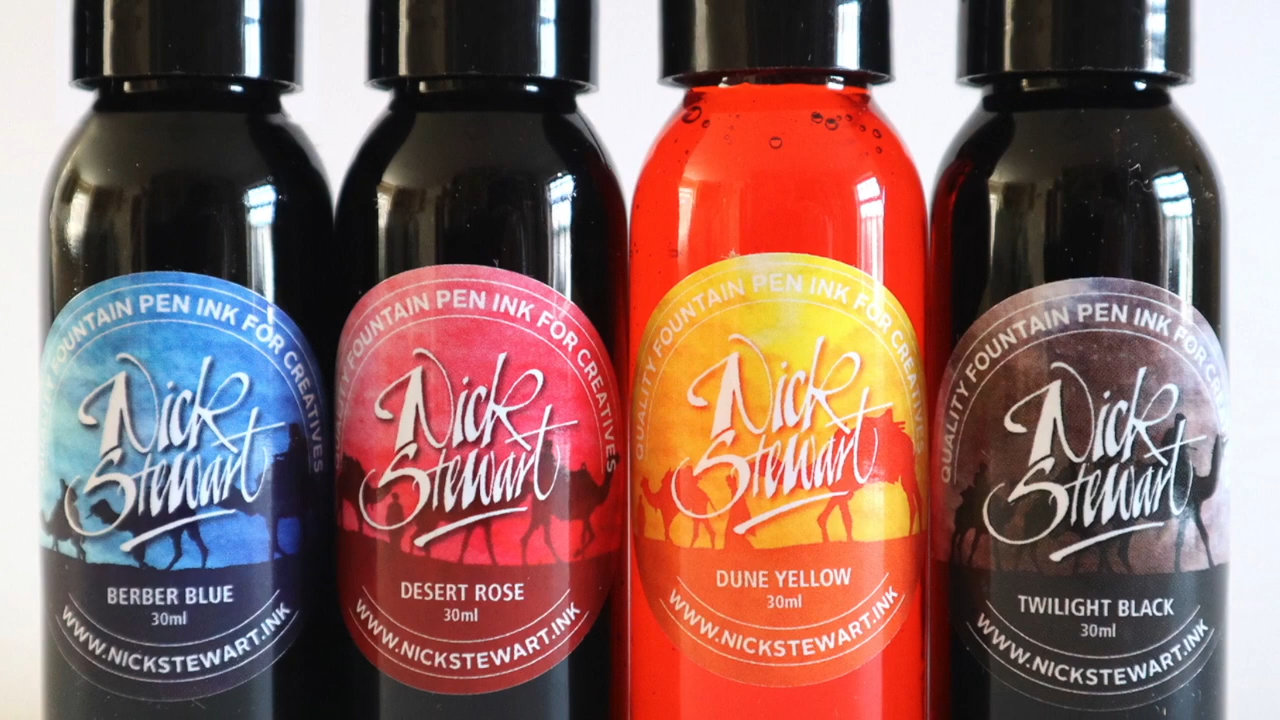 FOUNTAIN PEN INK FOR CREATIVES
Nick
Stewart
BERBER BLUE
30ml
WWW.NICKSTEWART.INK
QUALITY FOUNTAIN PEN INK FOR CREATIVES
Nick
Stewart
DESERT ROSE
30ml
WWW.NICKSTEWART.INK
QUALITY FOUNTAIN PEN INK FOR CREATIVES
Nick
Stewart
DUNE YELLOW
30ml
WWW.NICKSTEWART.INK
QUALITY FOUNTAIN PEN INK FOR
Nick
Stewart
TWILIGHT BLACK
30ml
WWW.NICKSTEWART.INK